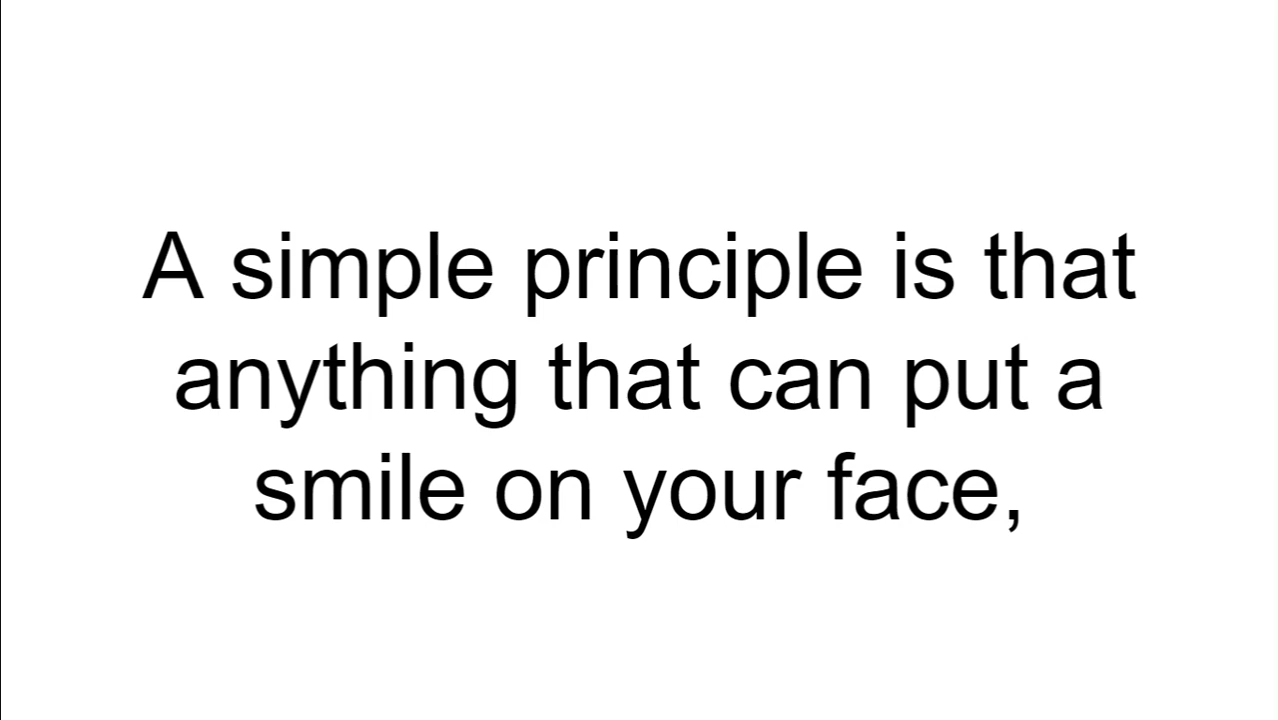 A simple principle is that
anything that can put a
smile on your face,